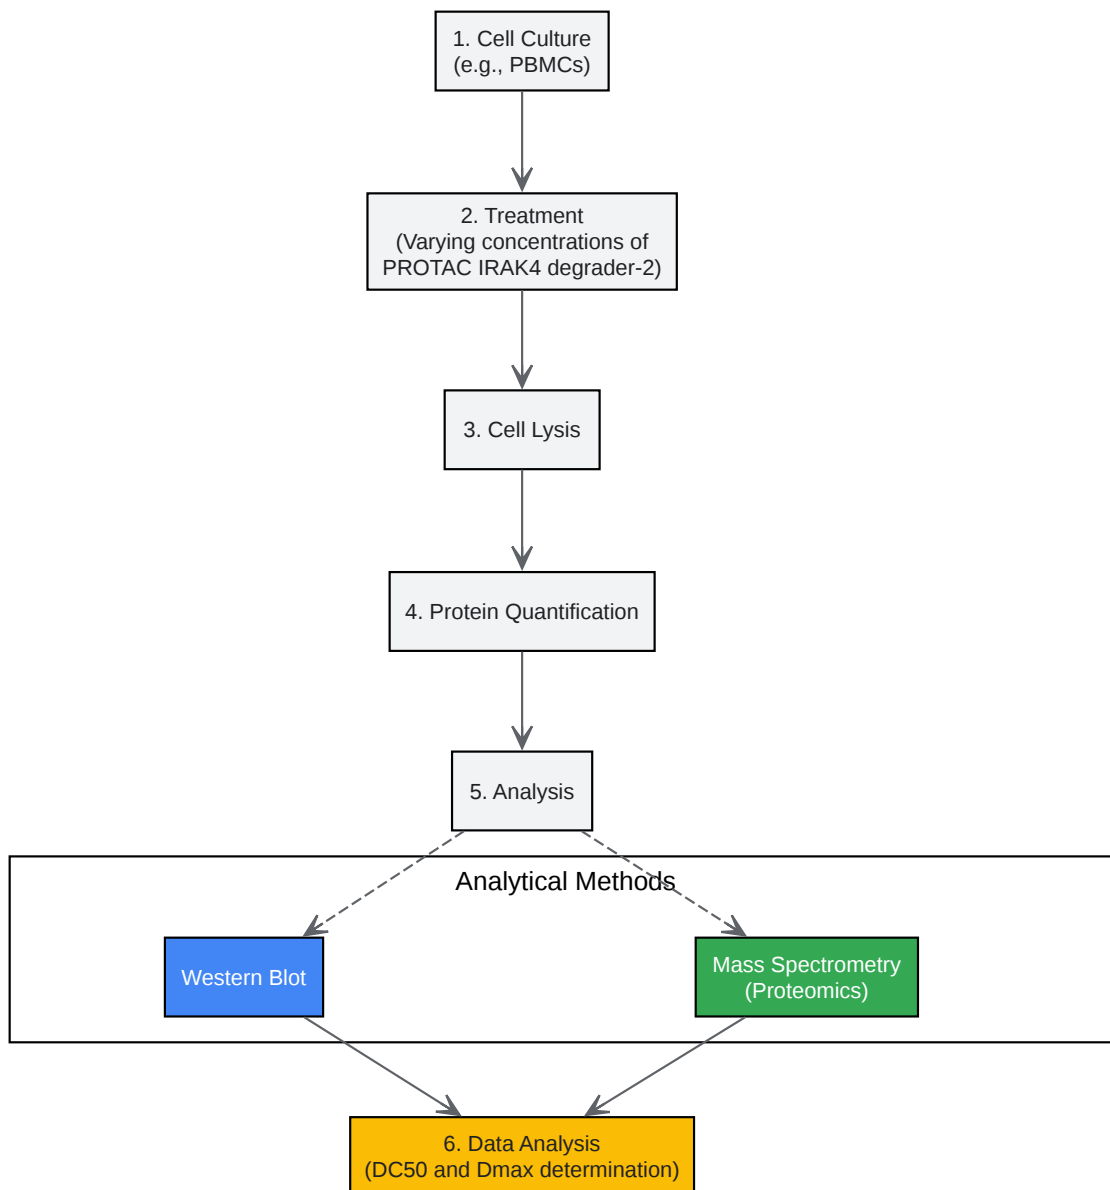 1. Cell Culture
(e.g., PBMCs)
2. Treatment
(Varying concentrations of
PROTAC IRAK4 degrader-2)
3. Cell Lysis
4. Protein Quantification
5. Analysis
Analytical Methods
Western Blot
Mass Spectrometry
(Proteomics)
6. Data Analysis
(DC50 and Dmax determination)